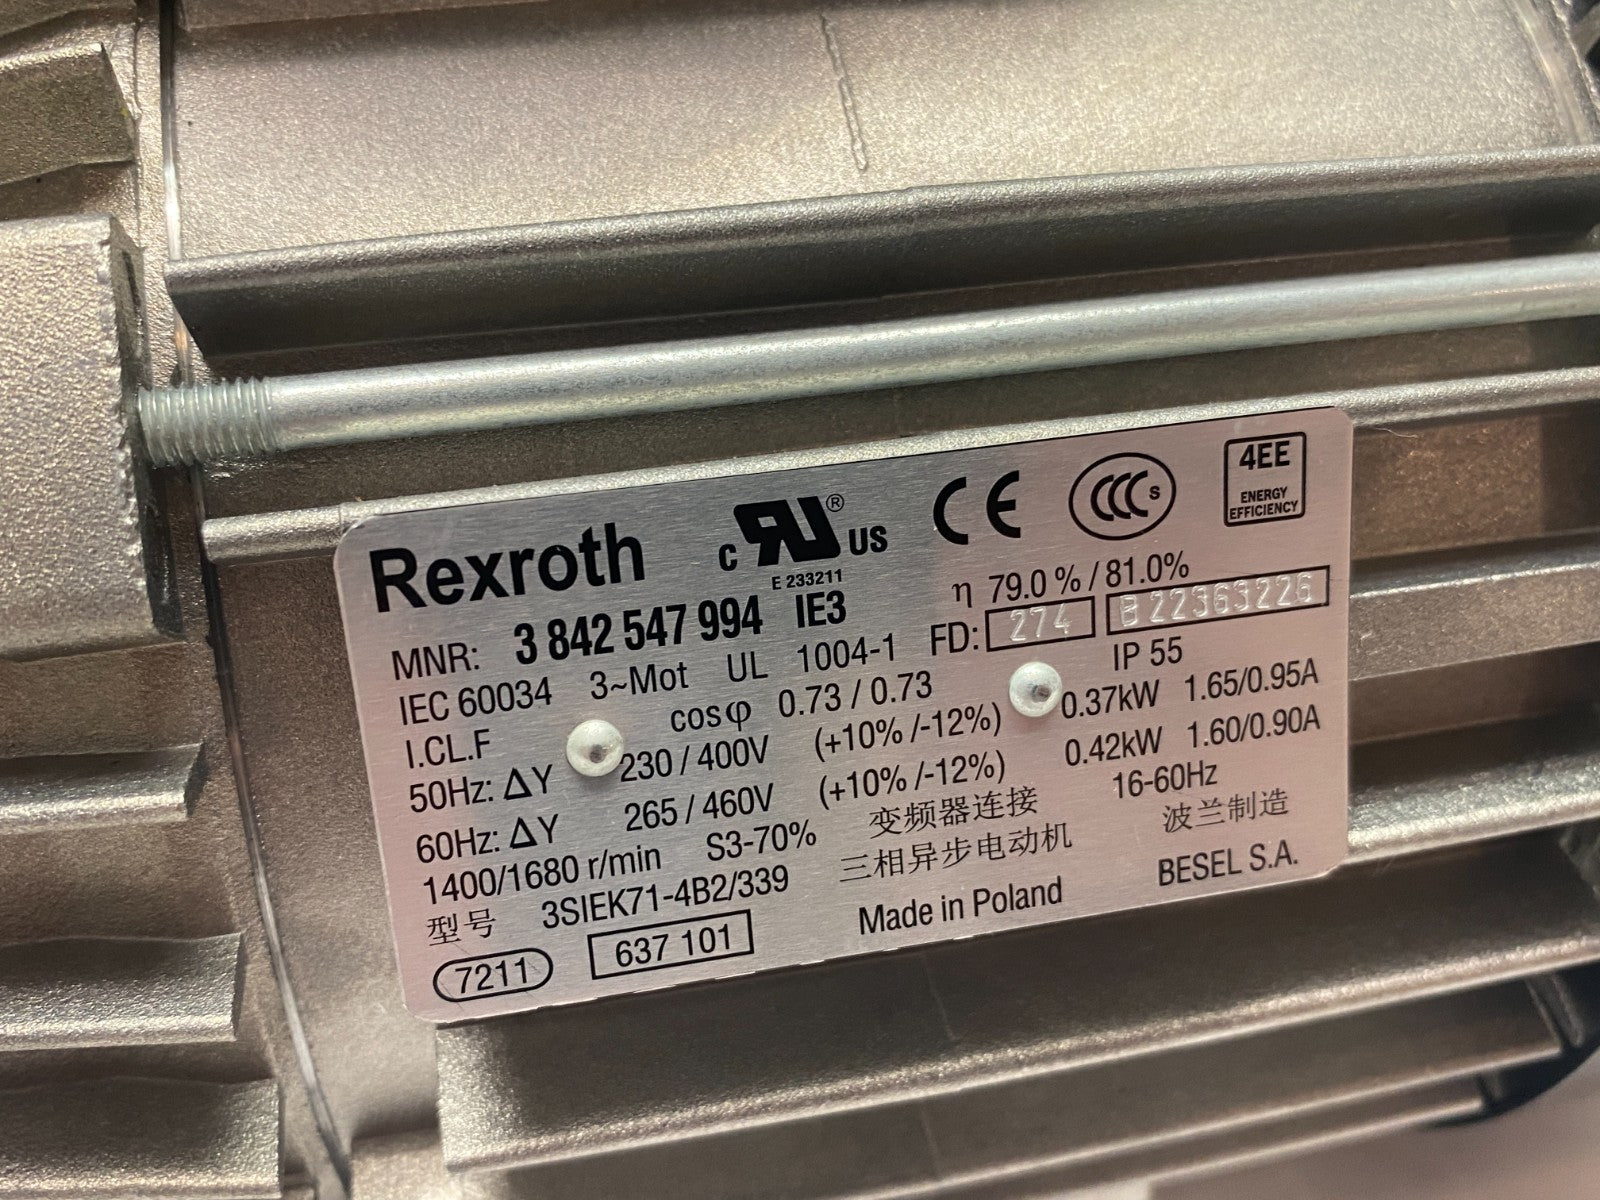 Rexroth c RU® US CE CCC S 4EE
ENERGY
EFFICIENCY
E 233211
MNR: 3 842 547 994 IE3 η 79.0 % / 81.0%
IEC 60034 3~Mot UL 1004-1 FD: 274 B22363226
I.CL.F cosφ 0.73 / 0.73 IP 55
50Hz: ΔY 230 / 400V (+10% /-12%) 0.37kW 1.65/0.95A
60Hz: ΔY 265 / 460V (+10% /-12%) 0.42kW 1.60/0.90A
1400/1680 r/min S3-70% 变频器连接 16-60Hz
型号 3SIEK71-4B2/339 三相异步电动机 波兰制造
7211 637 101 Made in Poland BESEL S.A.